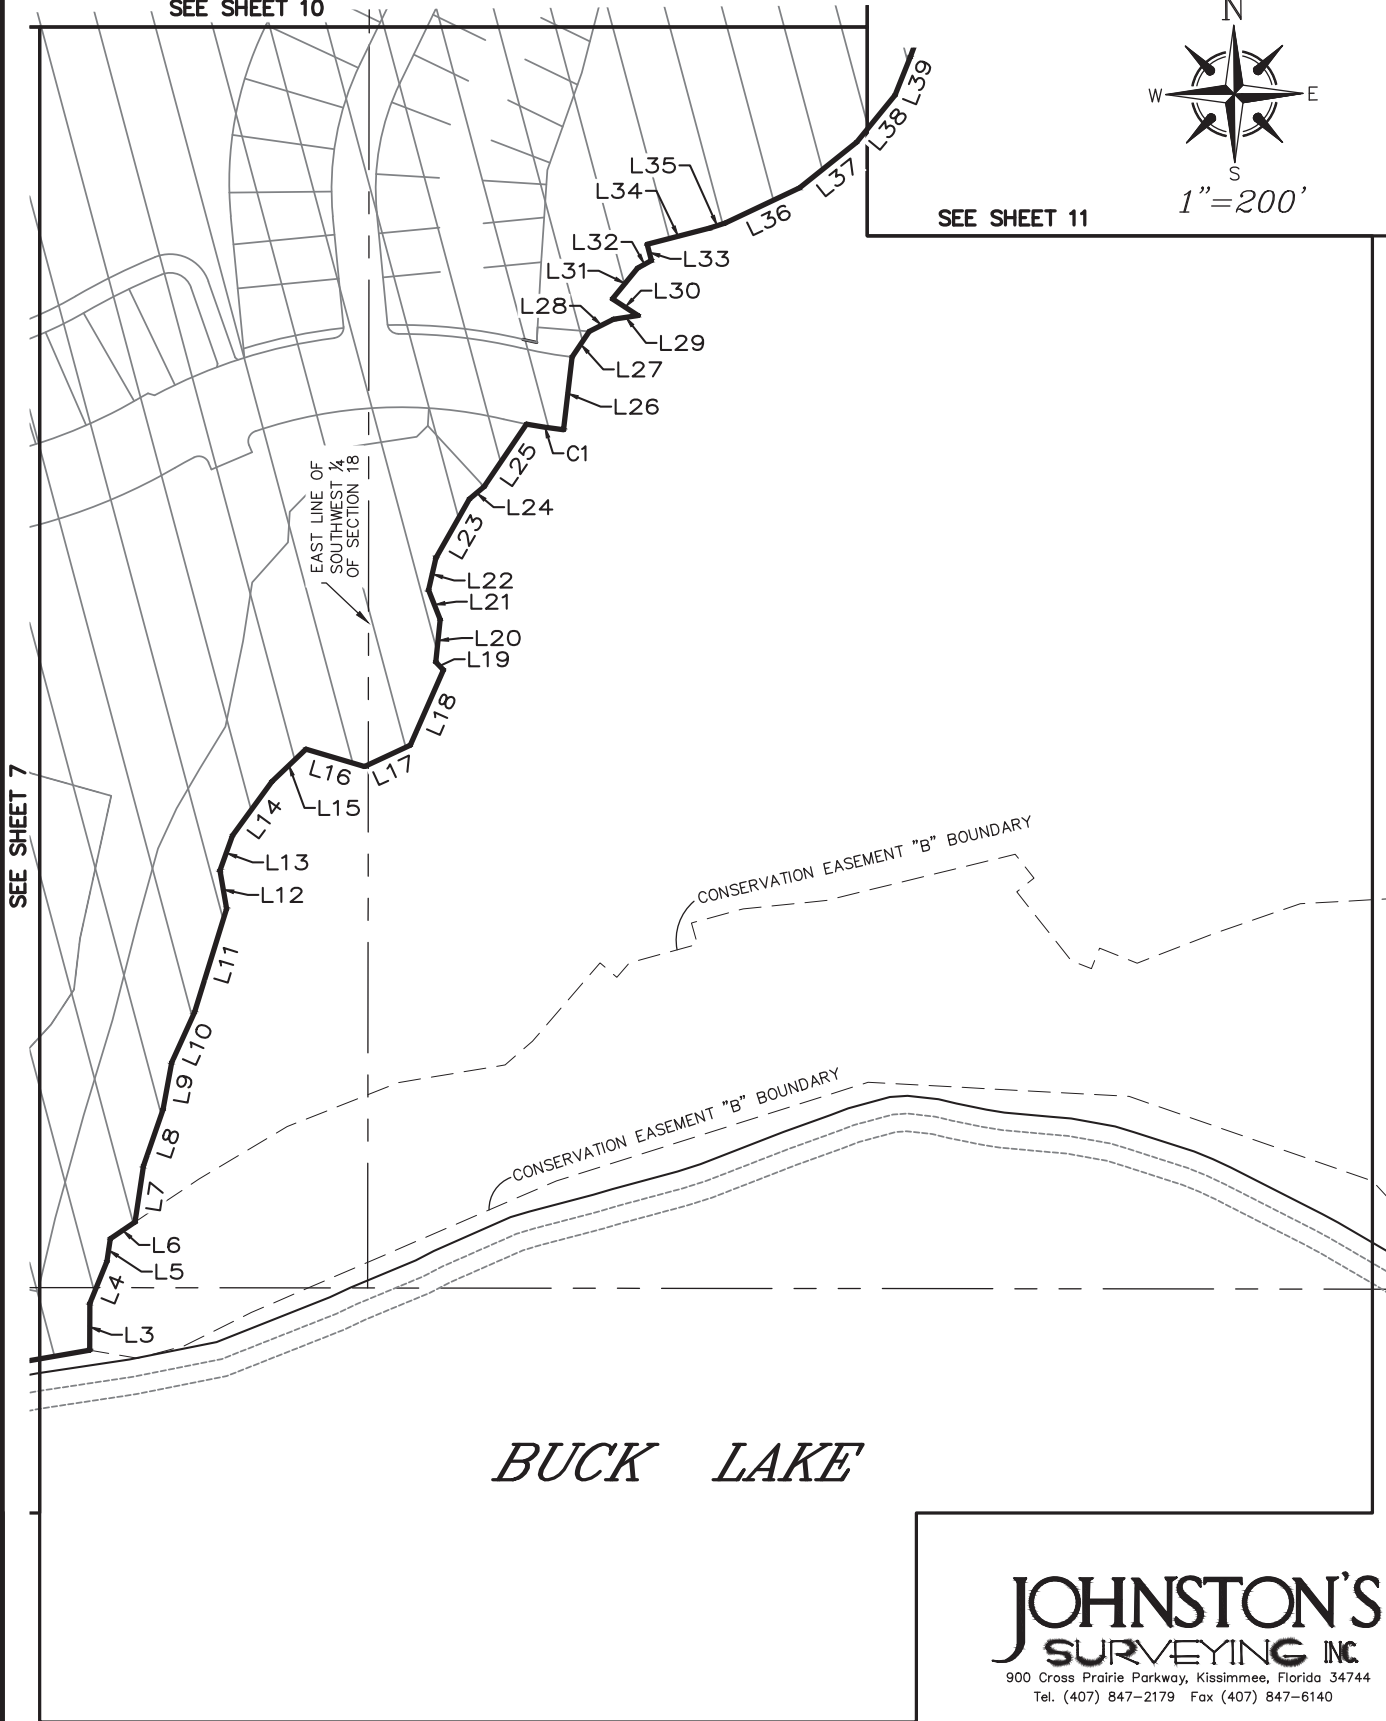 SEE SHEET 10
N
W
E
S
1"=200'
SEE SHEET 11
L39
L38
L37
L36
L35
L34
L33
L32
L31
L30
L29
L28
L27
L26
C1
L25
L24
L23
L22
L21
L20
L19
L18
L17
L16
L15
L14
L13
L12
L11
L10
L9
L8
L7
L6
L5
L4
L3
EAST LINE OF
SOUTHWEST ¼
OF SECTION 18
SEE SHEET 7
CONSERVATION EASEMENT "B" BOUNDARY
CONSERVATION EASEMENT "B" BOUNDARY
BUCK LAKE
JOHNSTON'S
SURVEYING INC.
900 Cross Prairie Parkway, Kissimmee, Florida 34744
Tel. (407) 847-2179 Fax (407) 847-6140